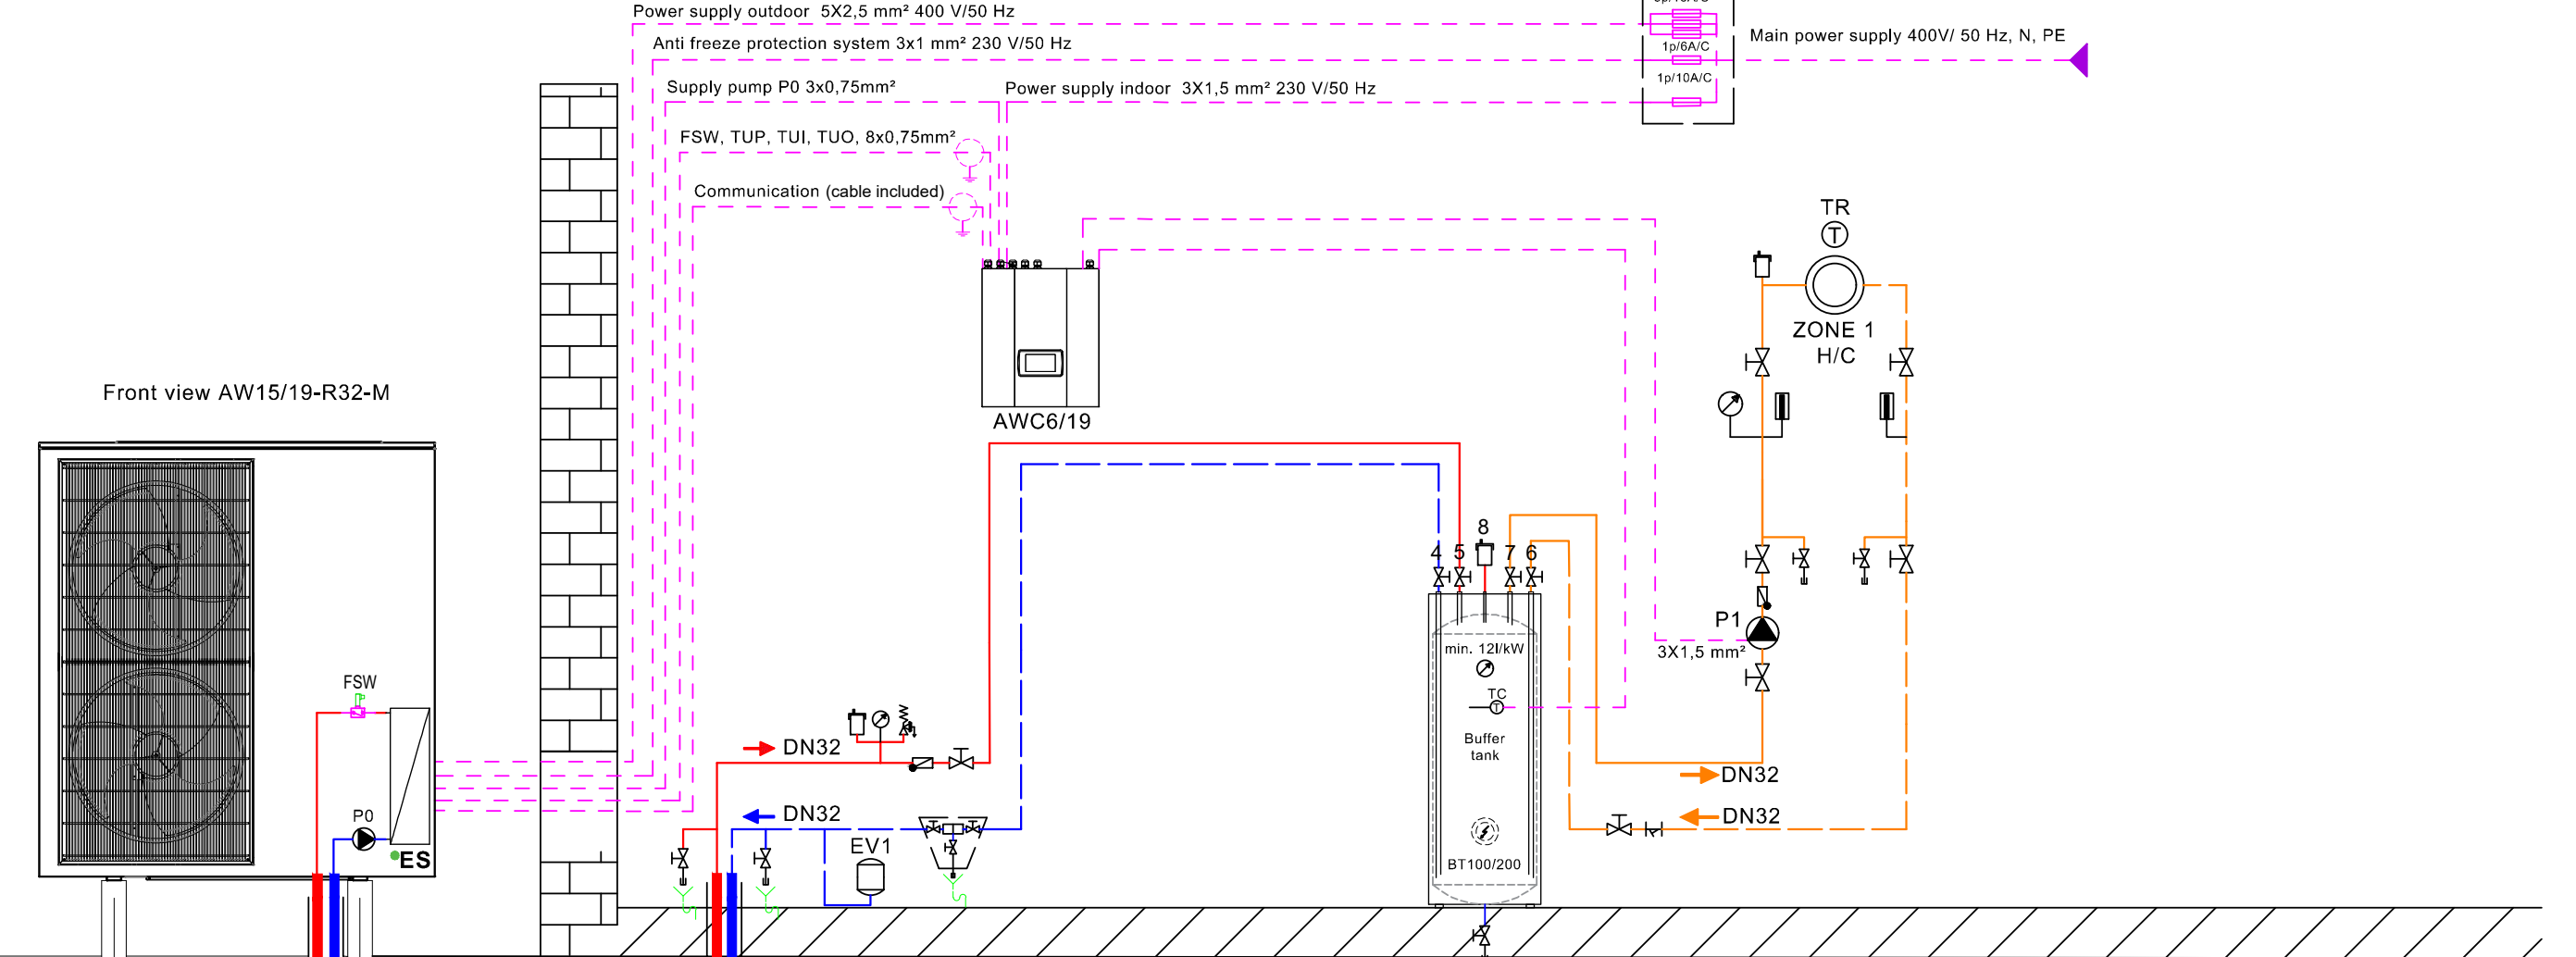 Power supply outdoor 5X2,5 mm² 400 V/50 Hz
Anti freeze protection system 3x1 mm² 230 V/50 Hz
1p/6A/C
Main power supply 400V/ 50 Hz, N, PE
1p/10A/C
Supply pump P0 3x0,75mm²
Power supply indoor 3X1,5 mm² 230 V/50 Hz
FSW, TUP, TUI, TUO, 8x0,75mm²
Communication (cable included)
TR
T
ZONE 1
H/C
Front view AW15/19-R32-M
AWC6/19
8
4 5 7 6
P1
3X1,5 mm²
min. 12l/kW
TC
T
Buffer
tank
BT100/200
FSW
P0
ES
DN32
DN32
EV1
DN32
DN32